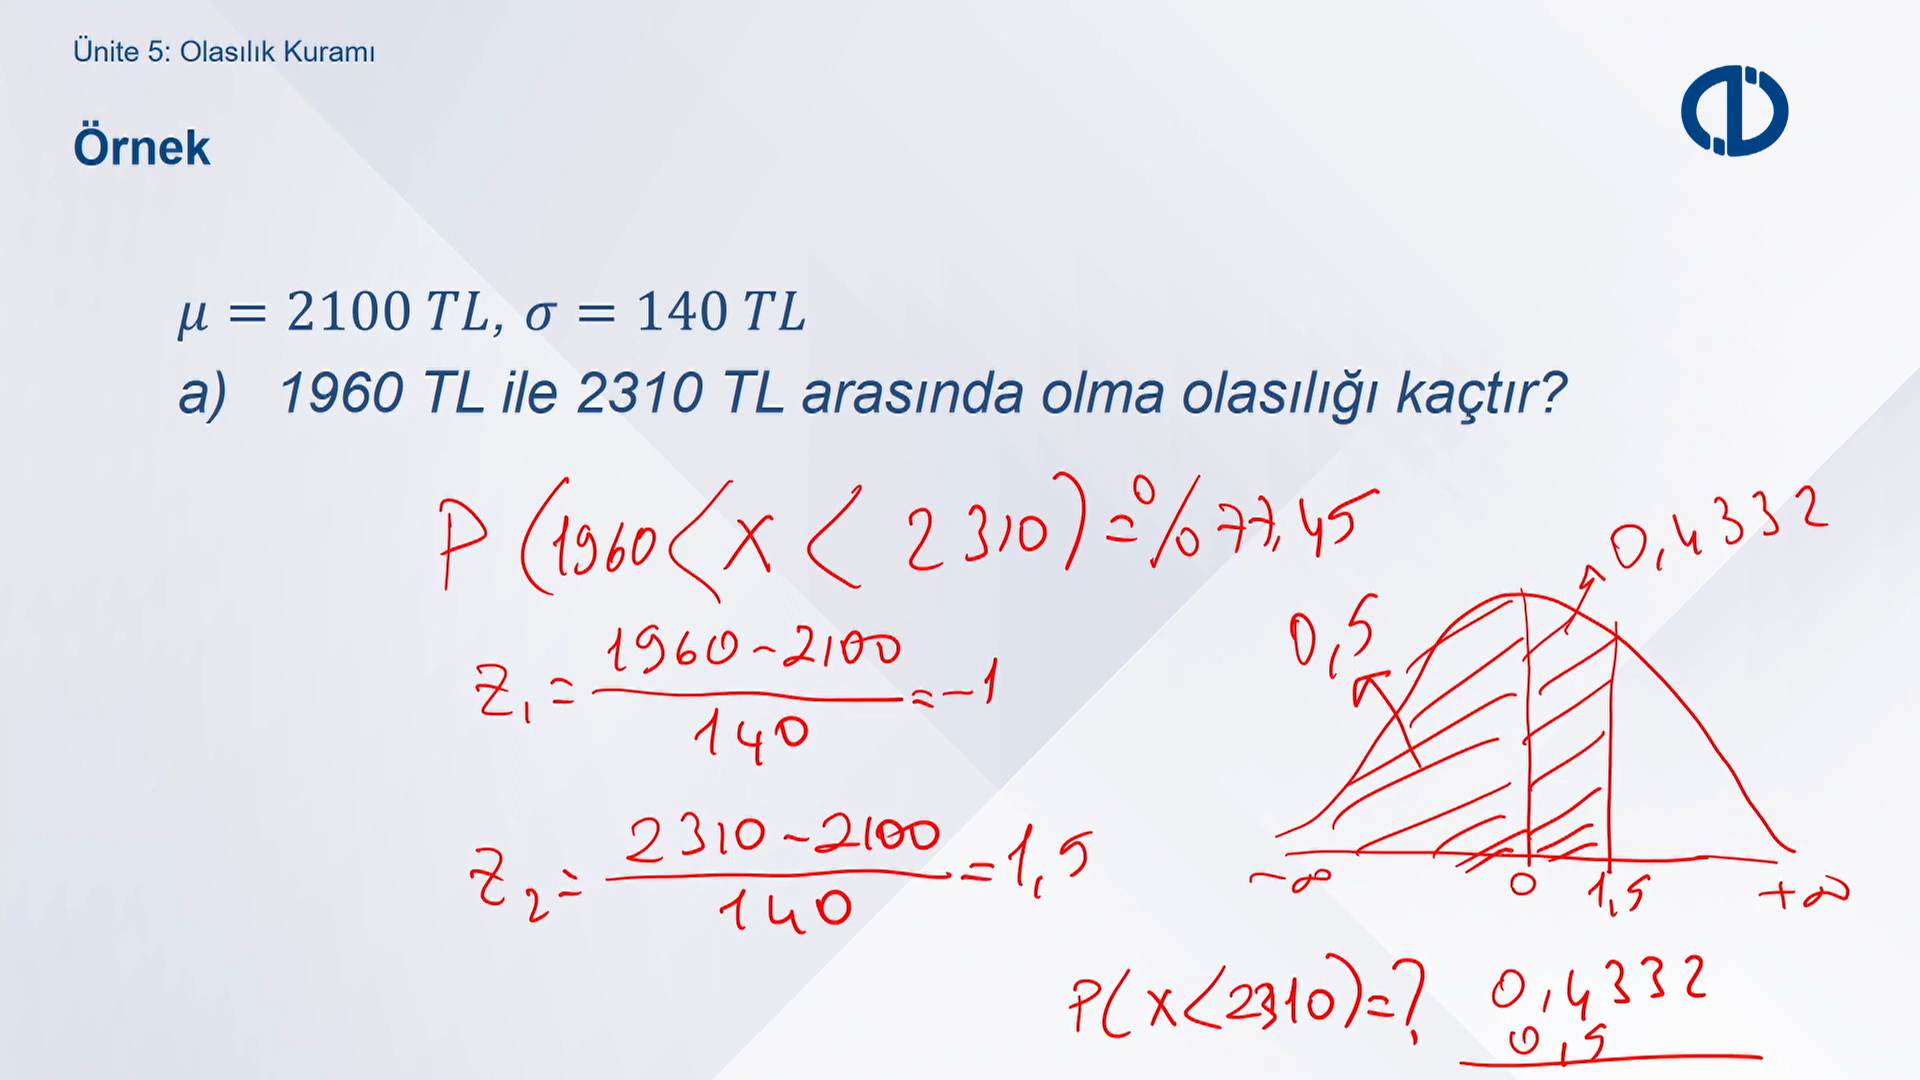 Ünite 5: Olasılık Kuramı
Örnek
μ = 2100 TL, σ = 140 TL
a) 1960 TL ile 2310 TL arasında olma olasılığı kaçtır?
P(1960 < x < 2310) = %77,45
z₁ = (1960 - 2100) / 140 = -1
z₂ = (2310 - 2100) / 140 = 1,5
0,4332
0,5
-∞ 0 1,5 +∞
P(x < 2310) = ?
0,4332
0,5